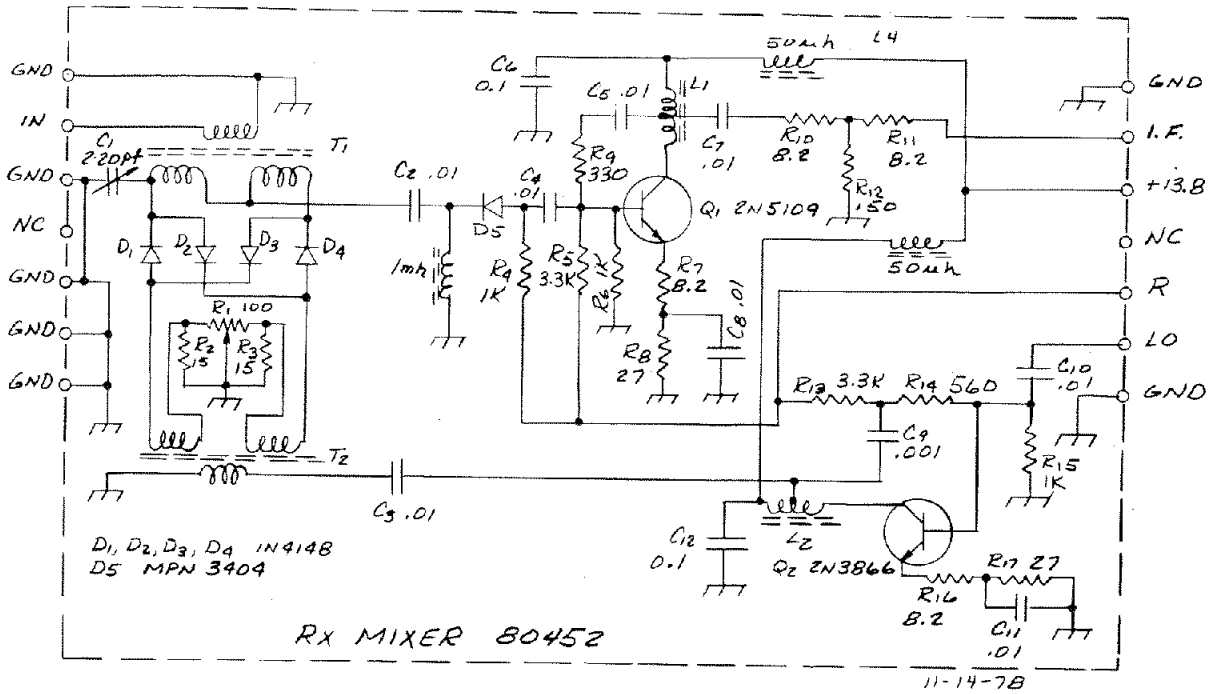 GND
IN
C1
2-20pf
GND
NC
GND
GND
GND
T1
D1
D2
D3
D4
R1 100
R2
15
R3
15
T2
C3 .01
C2 .01
1mh
D5
C4
.01
R4
1K
R5
3.3K
R6 1K
R9
330
C5 .01
C6
0.1
L1
50uh
L4
C7
.01
R10
8.2
R11
8.2
R12
150
Q1 2N5109
R7
8.2
R8
27
C8 .01
50uh
GND
I.F.
+13.8
NC
R
LO
GND
C10
.01
R13 3.3K
R14 560
C9
.001
R15
1K
C12
0.1
L2
Q2 2N3866
R16
8.2
R17 27
C11
.01
D1, D2, D3, D4 1N4148
D5 MPN 3404
RX MIXER 80452
11-14-78